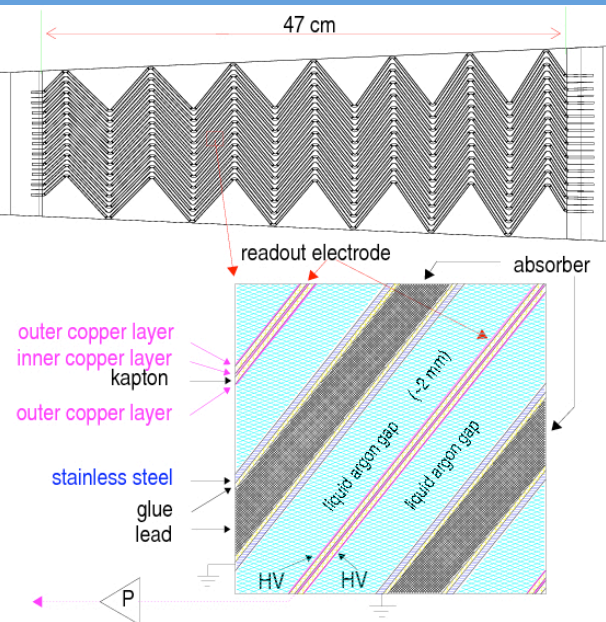 47 cm
readout electrode
absorber
outer copper layer
inner copper layer
kapton
outer copper layer
(~2 mm)
liquid argon gap
liquid argon gap
stainless steel
glue
lead
HV
HV
P